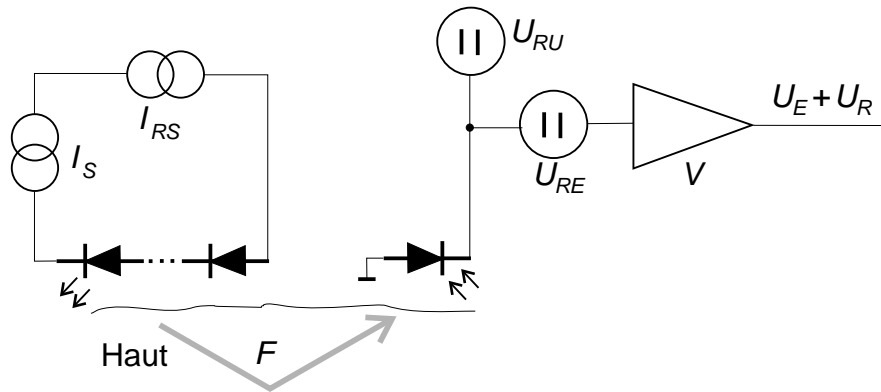 U_RU
I_RS
I_S
U_RE
U_E + U_R
V
Haut
F